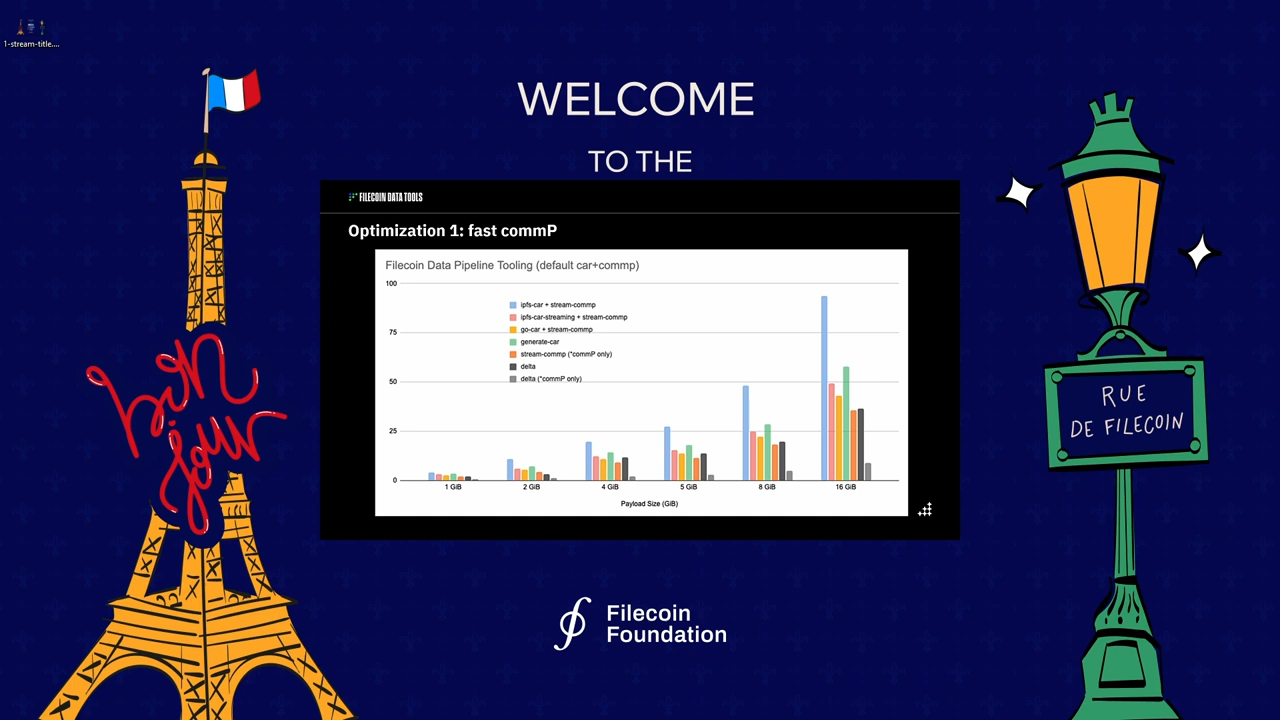 1-stream-title....
WELCOME
TO THE
FILECOIN DATA TOOLS
Optimization 1: fast commP
Filecoin Data Pipeline Tooling (default car+commp)
100
75
50
25
0
ipfs-car + stream-commp
ipfs-car-streaming + stream-commp
go-car + stream-commp
generate-car
stream-commp (*commP only)
delta
delta (*commP only)
1 GiB
2 GiB
4 GiB
5 GiB
8 GiB
16 GiB
Payload Size (GiB)
bon
jour
RUE
DE FILECOIN
Filecoin
Foundation